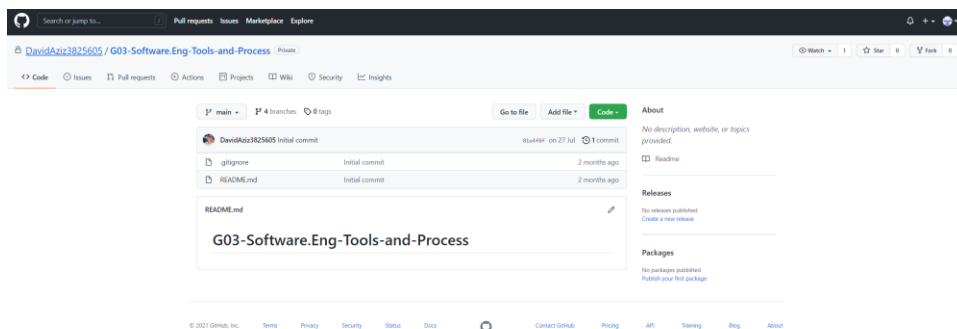 Search or jump to... /
Pull requests Issues Marketplace Explore
DavidAziz3825605 / G03-Software.Eng-Tools-and-Process Private
Watch 1 Star 0 Fork 0
Code Issues Pull requests Actions Projects Wiki Security Insights
main 4 branches 0 tags Go to file Add file Code
DavidAziz3825605 Initial commit on 27 Jul 1 commit
.gitignore Initial commit 2 months ago
README.md Initial commit 2 months ago
README.md
G03-Software.Eng-Tools-and-Process
About
No description, website, or topics
provided.
Readme
Releases
No releases published
Create a new release
Packages
No packages published
Publish your first package
© 2021 GitHub, Inc. Terms Privacy Security Status Docs Contact GitHub Pricing API Training Blog About